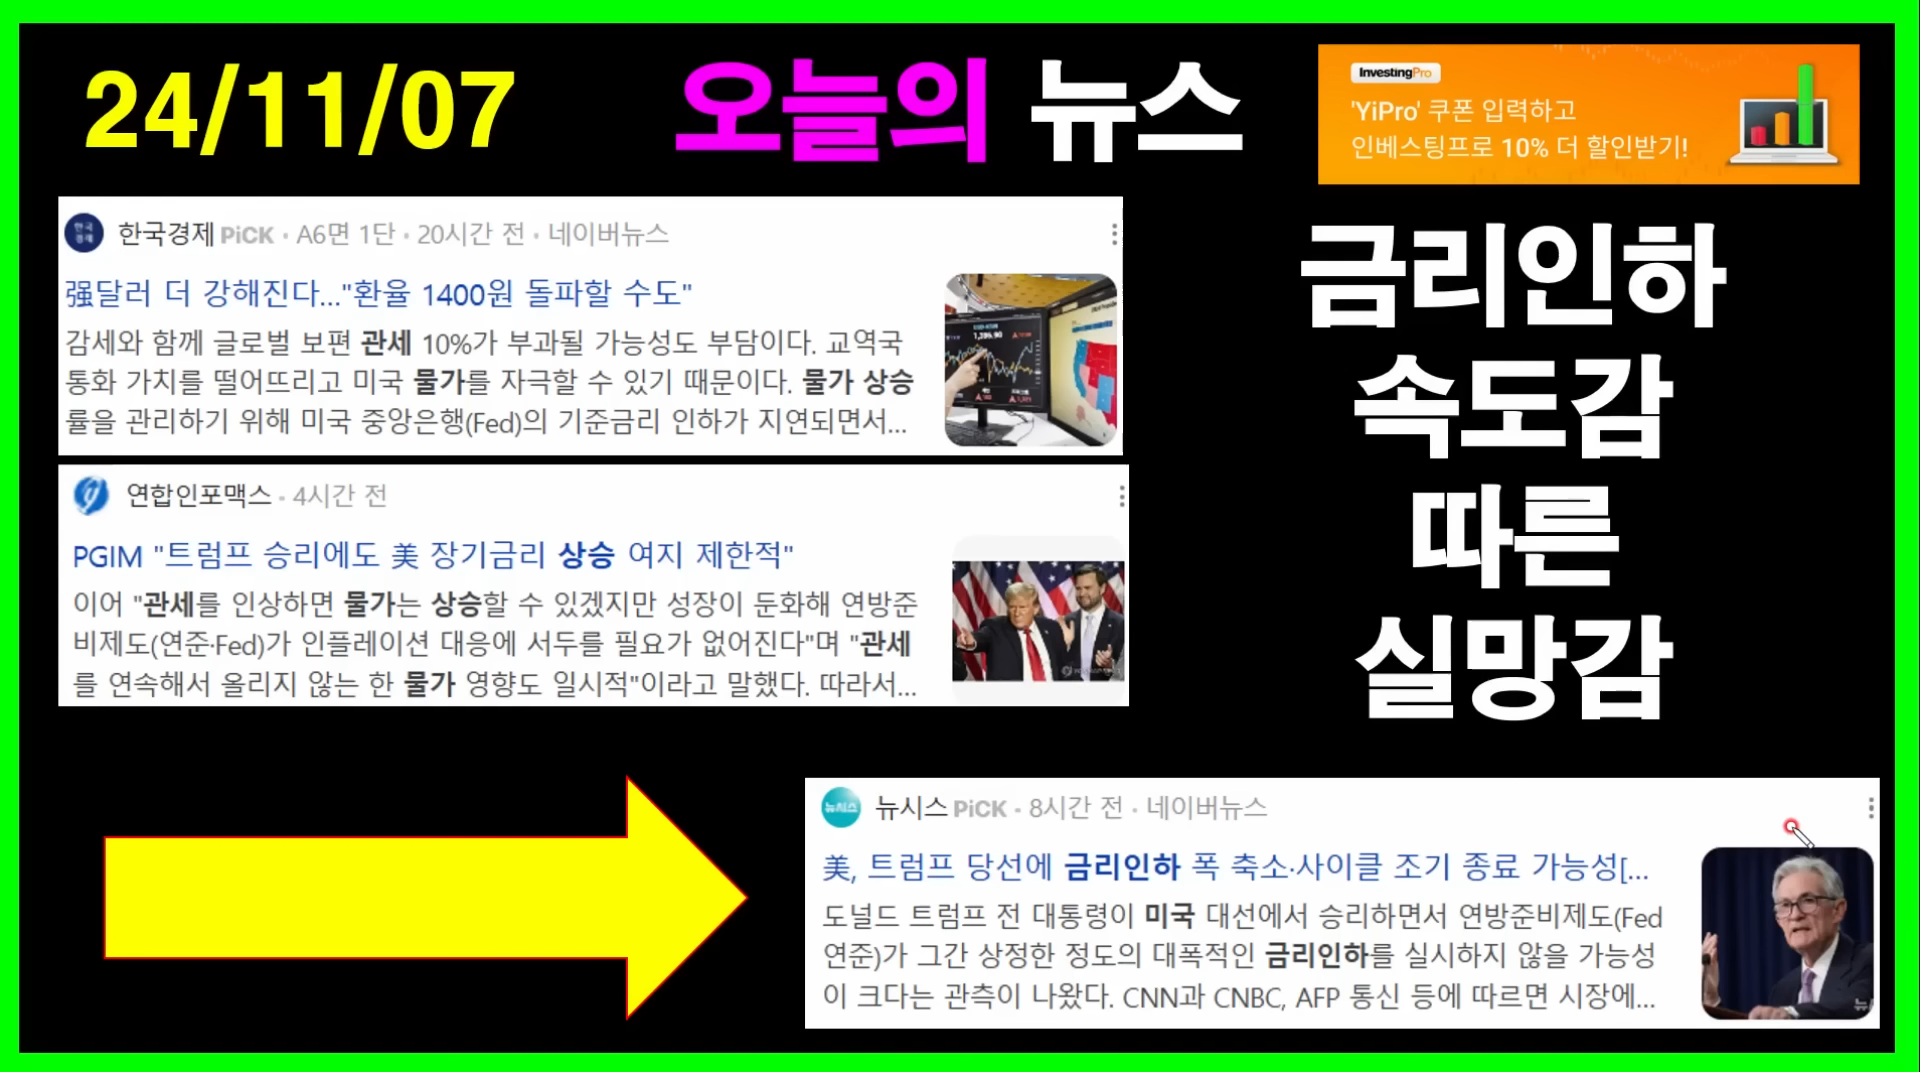 24/11/07
오늘의 뉴스
InvestingPro
'YiPro' 쿠폰 입력하고
인베스팅프로 10% 더 할인받기!
한국경제 PiCK · A6면 1단 · 20시간 전 · 네이버뉴스
强달러 더 강해진다..."환율 1400원 돌파할 수도"
감세와 함께 글로벌 보편 관세 10%가 부과될 가능성도 부담이다. 교역국
통화 가치를 떨어뜨리고 미국 물가를 자극할 수 있기 때문이다. 물가 상승
률을 관리하기 위해 미국 중앙은행(Fed)의 기준금리 인하가 지연되면서...
연합인포맥스 · 4시간 전
PGIM "트럼프 승리에도 美 장기금리 상승 여지 제한적"
이어 "관세를 인상하면 물가는 상승할 수 있겠지만 성장이 둔화해 연방준
비제도(연준·Fed)가 인플레이션 대응에 서두를 필요가 없어진다"며 "관세
를 연속해서 올리지 않는 한 물가 영향도 일시적"이라고 말했다. 따라서...
금리인하
속도감
따른
실망감
뉴시스 PiCK · 8시간 전 · 네이버뉴스
美, 트럼프 당선에 금리인하 폭 축소·사이클 조기 종료 가능성[...
도널드 트럼프 전 대통령이 미국 대선에서 승리하면서 연방준비제도(Fed
연준)가 그간 상정한 정도의 대폭적인 금리인하를 실시하지 않을 가능성
이 크다는 관측이 나왔다. CNN과 CNBC, AFP 통신 등에 따르면 시장에...